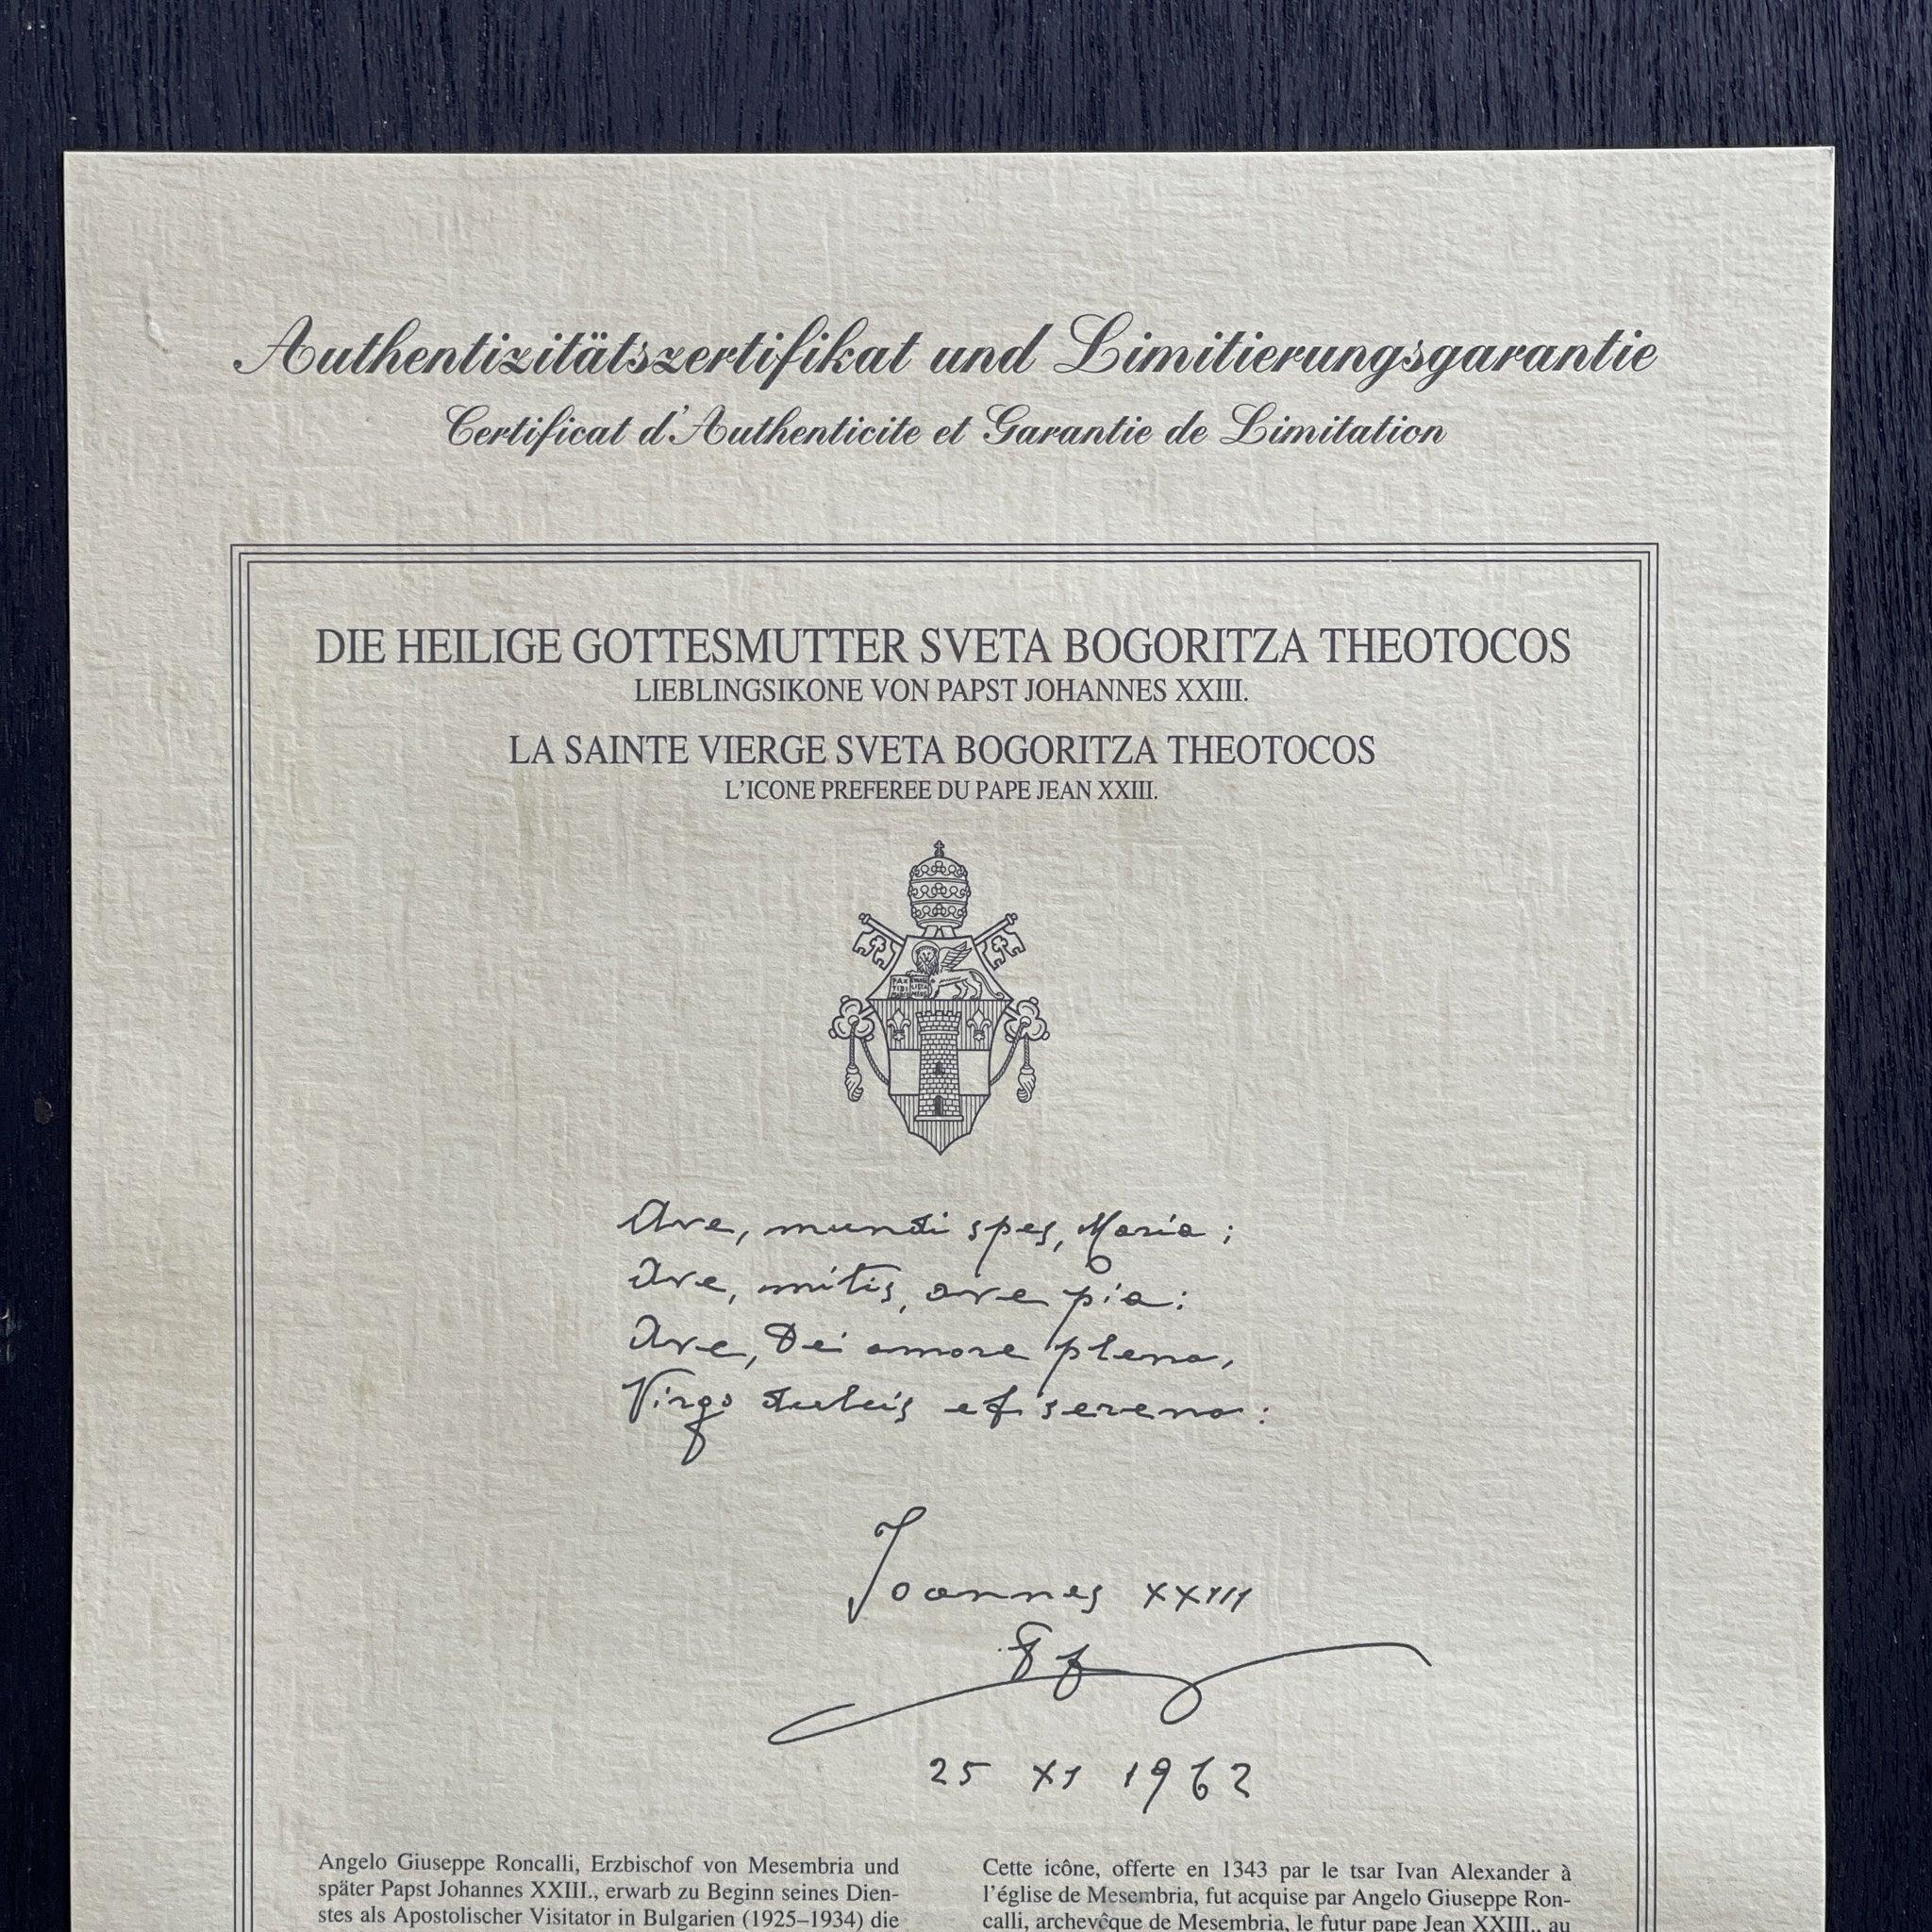 Authentizitätszertifikat und Limitierungsgarantie
Certificat d'Authenticite et Garantie de Limitation
DIE HEILIGE GOTTESMUTTER SVETA BOGORITZA THEOTOCOS
LIEBLINGSIKONE VON PAPST JOHANNES XXIII.
LA SAINTE VIERGE SVETA BOGORITZA THEOTOCOS
L'ICONE PREFEREE DU PAPE JEAN XXIII.
Ave, mundi spes, Maria;
Ave, mitis, ave pia:
Ave, Dei amore plena,
Virgo dulcis et serena:
Joannes XXIII
25 XI 1962
Angelo Giuseppe Roncalli, Erzbischof von Mesembria und
später Papst Johannes XXIII., erwarb zu Beginn seines Dien-
stes als Apostolischer Visitator in Bulgarien (1925–1934) die
Cette icône, offerte en 1343 par le tsar Ivan Alexander à
l'église de Mesembria, fut acquise par Angelo Giuseppe Ron-
calli, archevêque de Mesembria, le futur pape Jean XXIII., au